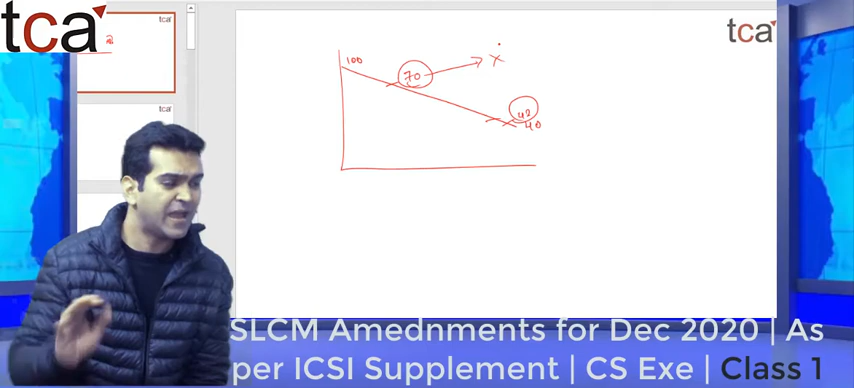 tca
tca
tca
tca
100
70
X
42
40
SLCM Amednments for Dec 2020 | As
per ICSI Supplement | CS Exe | Class 1